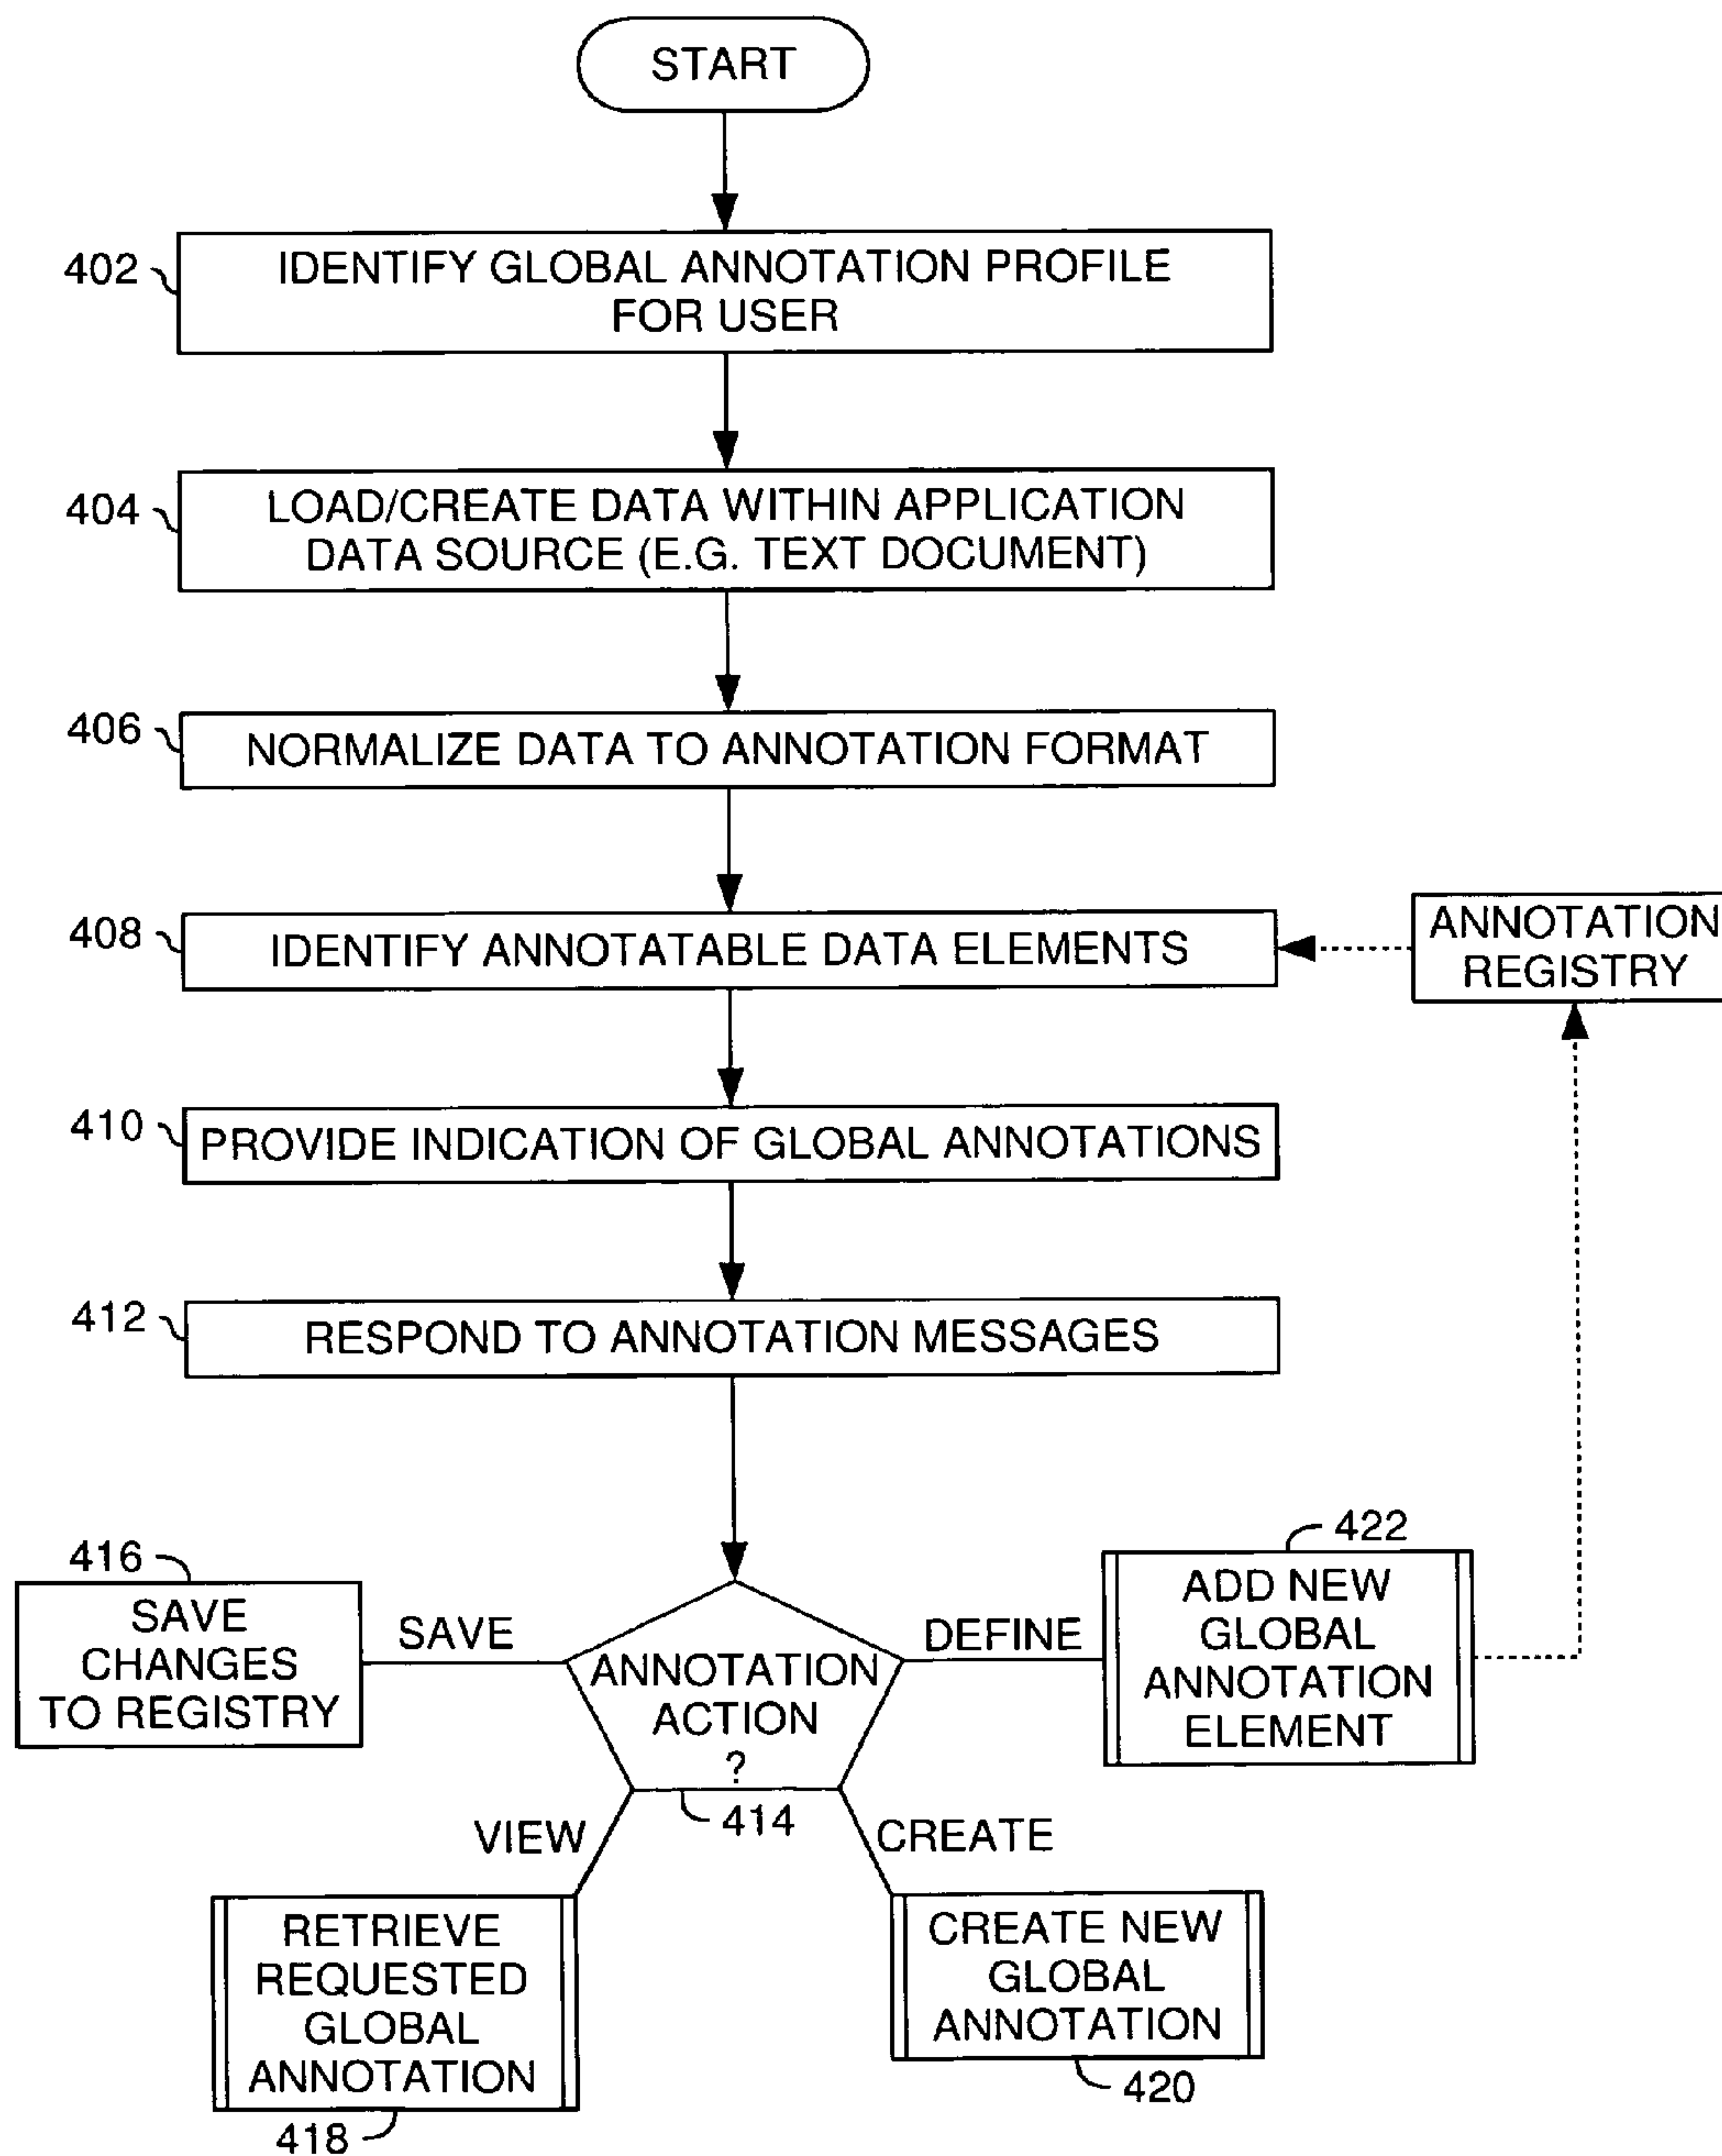 START
402
IDENTIFY GLOBAL ANNOTATION PROFILE
FOR USER
404
LOAD/CREATE DATA WITHIN APPLICATION
DATA SOURCE (E.G. TEXT DOCUMENT)
406
NORMALIZE DATA TO ANNOTATION FORMAT
408
IDENTIFY ANNOTATABLE DATA ELEMENTS
ANNOTATION
REGISTRY
410
PROVIDE INDICATION OF GLOBAL ANNOTATIONS
412
RESPOND TO ANNOTATION MESSAGES
416
SAVE
CHANGES
TO REGISTRY
SAVE
ANNOTATION
ACTION
?
414
DEFINE
422
ADD NEW
GLOBAL
ANNOTATION
ELEMENT
VIEW
CREATE
RETRIEVE
REQUESTED
GLOBAL
ANNOTATION
418
CREATE NEW
GLOBAL
ANNOTATION
420